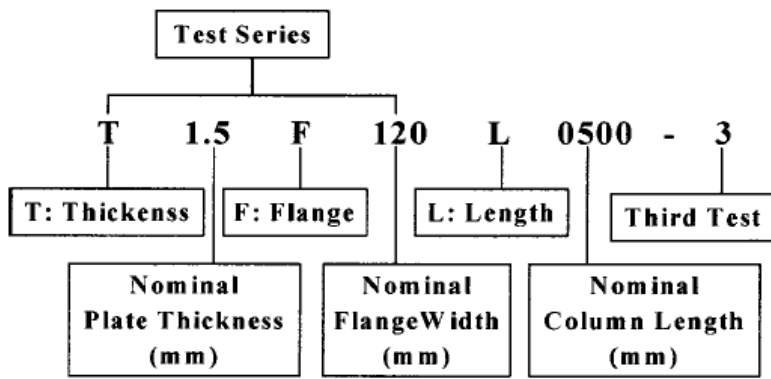 Test Series
T 1.5 F 120 L 0500 - 3
T: Thickenss
F: Flange
L: Length
Third Test
Nominal
Plate Thickness
(mm)
Nominal
FlangeWidth
(mm)
Nominal
Column Length
(mm)